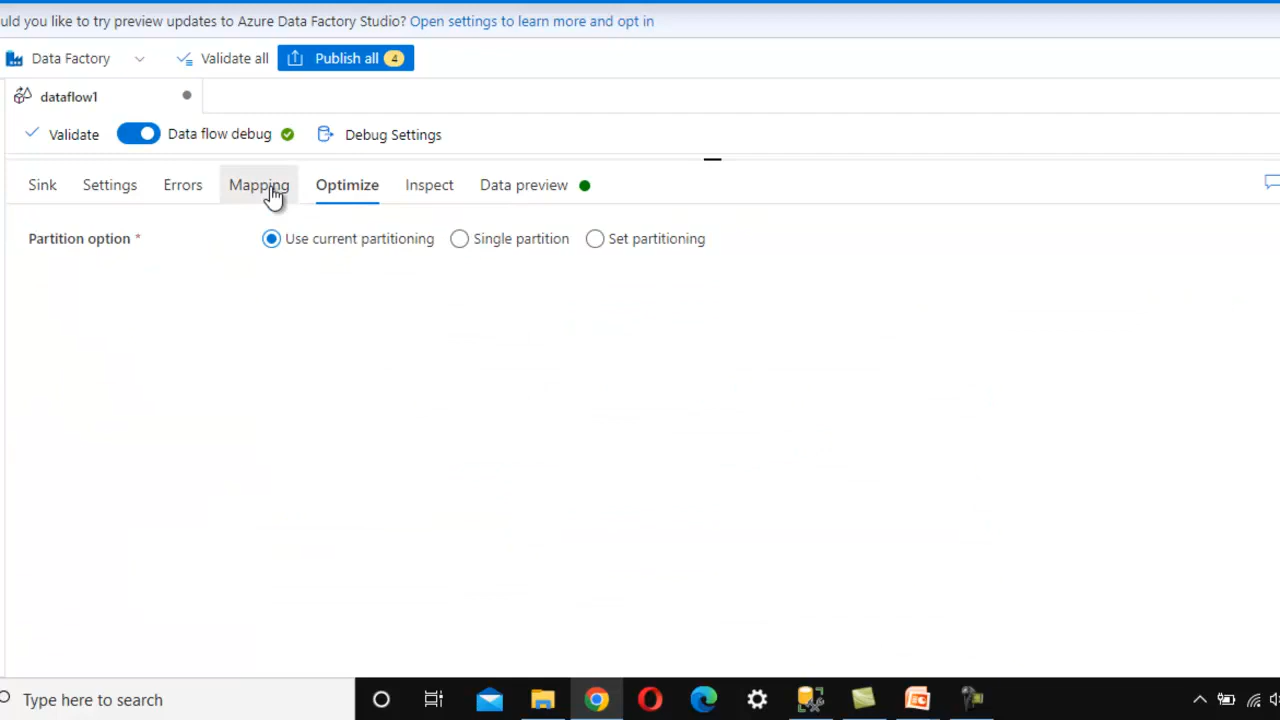 uld you like to try preview updates to Azure Data Factory Studio? Open settings to learn more and opt in
Data Factory Validate all Publish all 4
dataflow1
Validate Data flow debug Debug Settings
Sink Settings Errors Mapping Optimize Inspect Data preview
Partition option * Use current partitioning Single partition Set partitioning
Type here to search